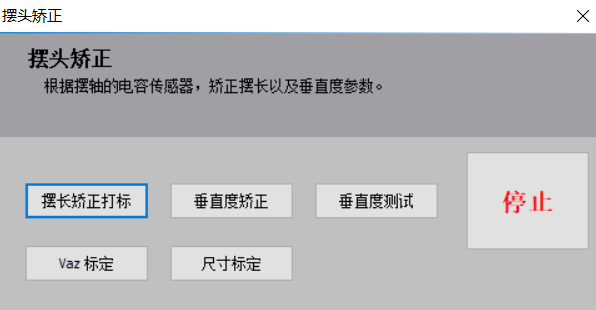 摆头矫正
摆头矫正
根据摆轴的电容传感器，矫正摆长以及垂直度参数。
摆长矫正打标
垂直度矫正
垂直度测试
停止
Vaz 标定
尺寸标定